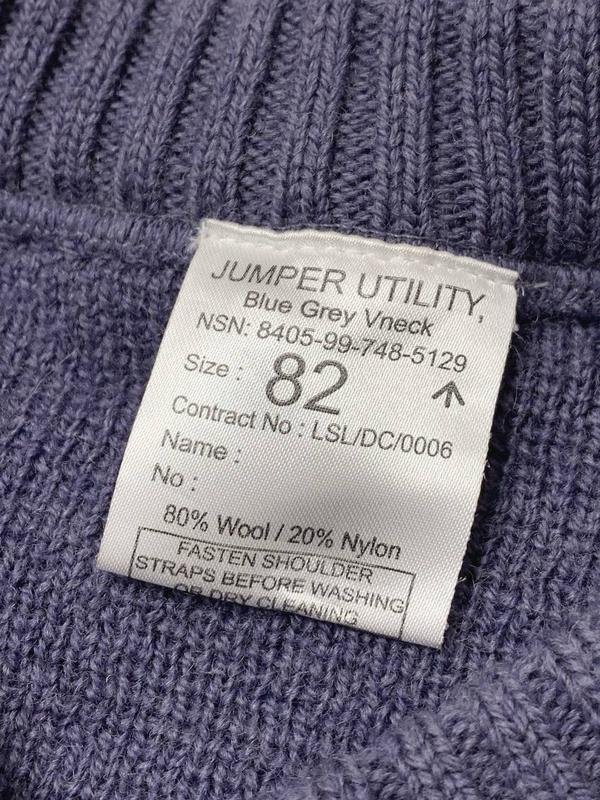 JUMPER UTILITY,
Blue Grey Vneck
NSN: 8405-99-748-5129
Size : 82
Contract No : LSL/DC/0006
Name :
No :
80% Wool / 20% Nylon
FASTEN SHOULDER
STRAPS BEFORE WASHING
OR DRY CLEANING